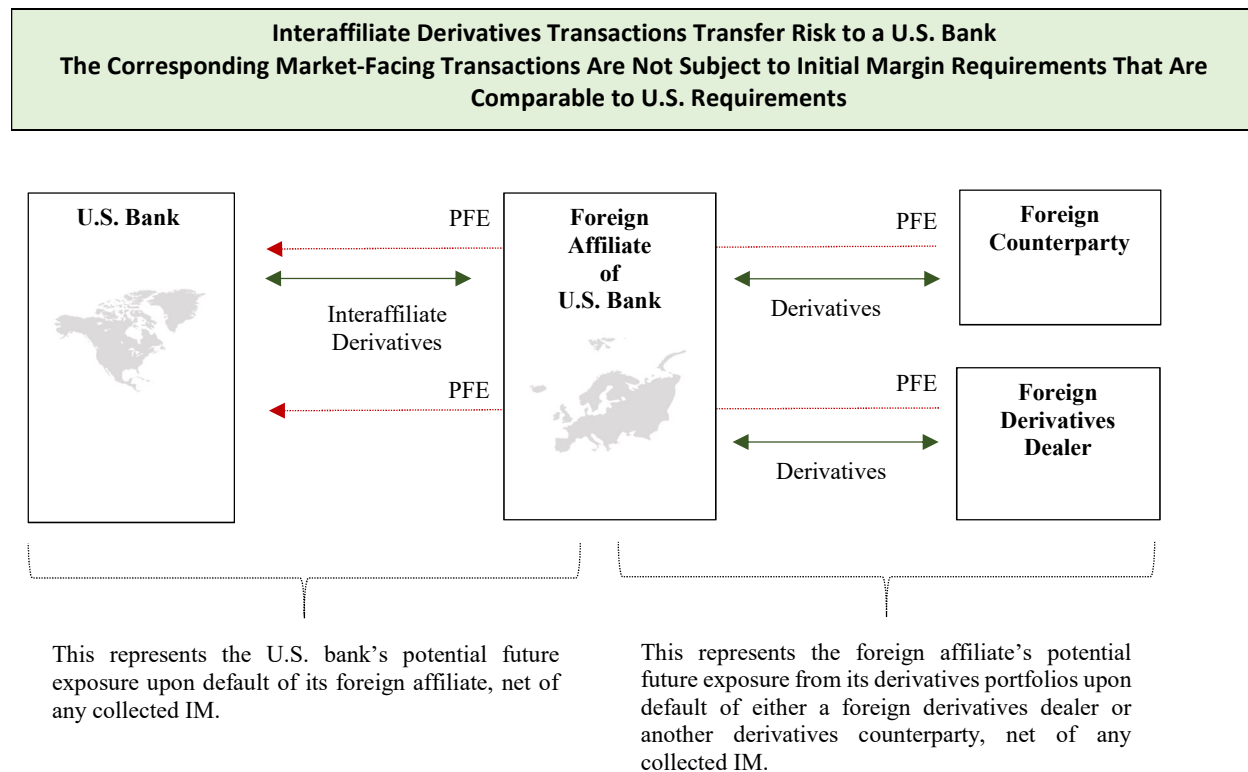 Interaffiliate Derivatives Transactions Transfer Risk to a U.S. Bank
The Corresponding Market-Facing Transactions Are Not Subject to Initial Margin Requirements That Are
Comparable to U.S. Requirements
U.S. Bank
PFE
Interaffiliate
Derivatives
PFE
Foreign
Affiliate
of
U.S. Bank
PFE
Derivatives
PFE
Derivatives
Foreign
Counterparty
Foreign
Derivatives
Dealer
This represents the U.S. bank's potential future
exposure upon default of its foreign affiliate, net of
any collected IM.
This represents the foreign affiliate's potential
future exposure from its derivatives portfolios upon
default of either a foreign derivatives dealer or
another derivatives counterparty, net of any
collected IM.